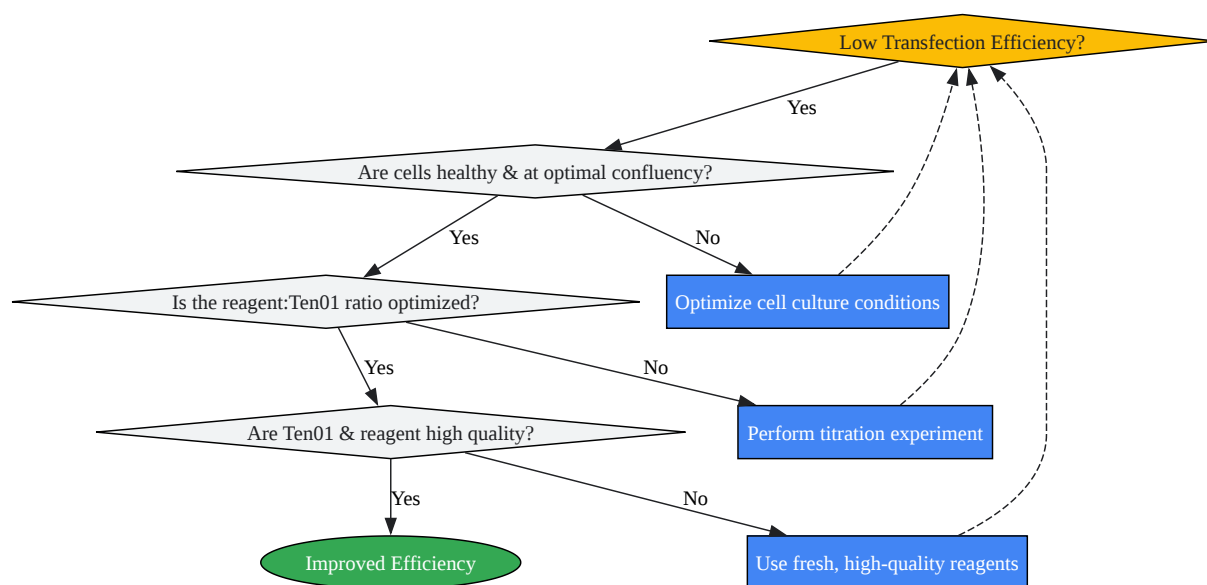 Low Transfection Efficiency?
Yes
Are cells healthy & at optimal confluency?
Yes
No
Is the reagent:Ten01 ratio optimized?
Optimize cell culture conditions
Yes
No
Are Ten01 & reagent high quality?
Perform titration experiment
Yes
No
Improved Efficiency
Use fresh, high-quality reagents